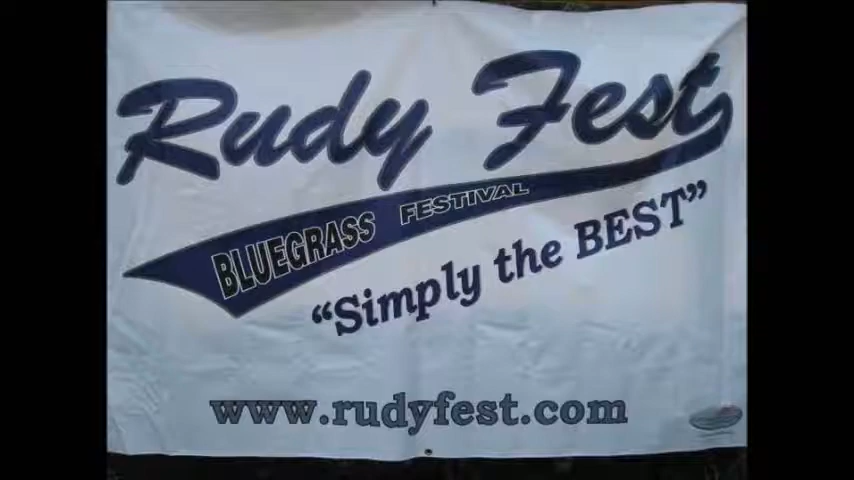 Rudy Fest
BLUEGRASS FESTIVAL
“Simply the BEST”
www.rudyfest.com